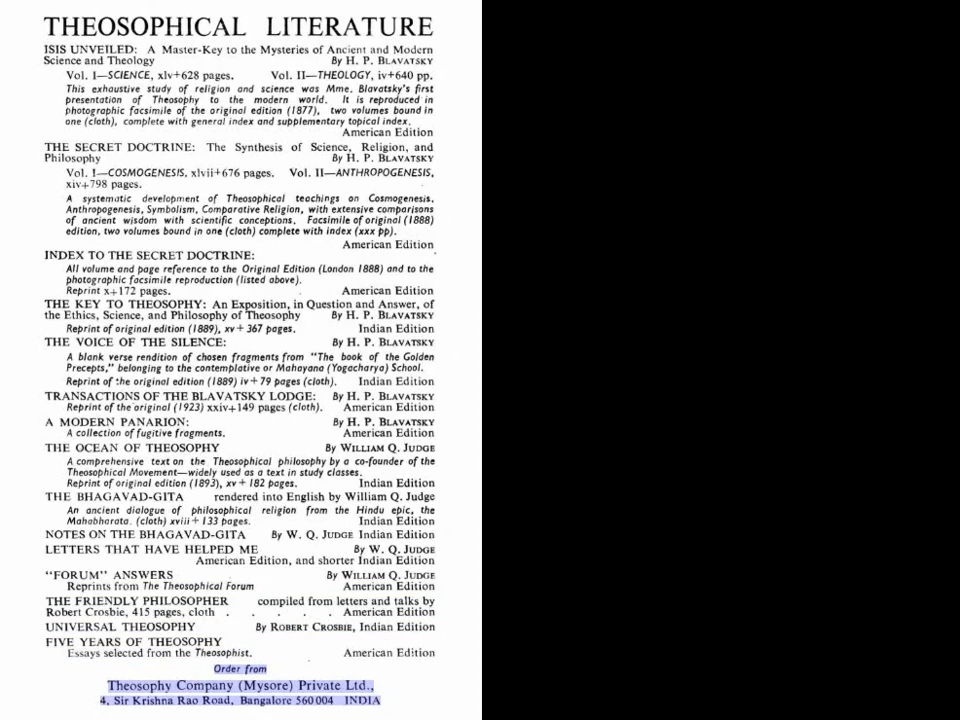 THEOSOPHICAL LITERATURE
ISIS UNVEILED: A Master-Key to the Mysteries of Ancient and Modern
Science and Theology By H. P. BLAVATSKY
Vol. I—SCIENCE, xlv+628 pages. Vol. II—THEOLOGY, iv+640 pp.
This exhaustive study of religion and science was Mme. Blavatsky's first
presentation of Theosophy to the modern world. It is reproduced in
photographic facsimile of the original edition (1877), two volumes bound in
one (cloth), complete with general index and supplementary topical index.
American Edition
THE SECRET DOCTRINE: The Synthesis of Science, Religion, and
Philosophy By H. P. BLAVATSKY
Vol. I—COSMOGENESIS, xlvii+676 pages. Vol. II—ANTHROPOGENESIS,
xiv+798 pages.
A systematic development of Theosophical teachings on Cosmogenesis,
Anthropogenesis, Symbolism, Comparative Religion, with extensive comparisons
of ancient wisdom with scientific conceptions. Facsimile of original (1888)
edition, two volumes bound in one (cloth) complete with index (xxx pp).
American Edition
INDEX TO THE SECRET DOCTRINE:
All volume and page reference to the Original Edition (London 1888) and to the
photographic facsimile reproduction (listed above).
Reprint x+172 pages. American Edition
THE KEY TO THEOSOPHY: An Exposition, in Question and Answer, of
the Ethics, Science, and Philosophy of Theosophy By H. P. BLAVATSKY
Reprint of original edition (1889), xv+367 pages. Indian Edition
THE VOICE OF THE SILENCE: By H. P. BLAVATSKY
A blank verse rendition of chosen fragments from "The book of the Golden
Precepts," belonging to the contemplative or Mahayana (Yogacharya) School.
Reprint of the original edition (1889) iv+79 pages (cloth). Indian Edition
TRANSACTIONS OF THE BLAVATSKY LODGE: By H. P. BLAVATSKY
Reprint of the original (1923) xxiv+149 pages (cloth). American Edition
A MODERN PANARION: By H. P. BLAVATSKY
A collection of fugitive fragments. American Edition
THE OCEAN OF THEOSOPHY By WILLIAM Q. JUDGE
A comprehensive text on the Theosophical philosophy by a co-founder of the
Theosophical Movement—widely used as a text in study classes.
Reprint of original edition (1893), xv+182 pages. Indian Edition
THE BHAGAVAD-GITA rendered into English by William Q. Judge
An ancient dialogue of philosophical religion from the Hindu epic, the
Mahabharata. (cloth) xviii+133 pages. Indian Edition
NOTES ON THE BHAGAVAD-GITA By W. Q. JUDGE Indian Edition
LETTERS THAT HAVE HELPED ME By W. Q. JUDGE
American Edition, and shorter Indian Edition
"FORUM" ANSWERS By WILLIAM Q. JUDGE
Reprints from The Theosophical Forum American Edition
THE FRIENDLY PHILOSOPHER compiled from letters and talks by
Robert Crosbie, 415 pages, cloth . . . . American Edition
UNIVERSAL THEOSOPHY By ROBERT CROSBIE, Indian Edition
FIVE YEARS OF THEOSOPHY
Essays selected from the Theosophist. American Edition
Order from
Theosophy Company (Mysore) Private Ltd.,
4, Sir Krishna Rao Road, Bangalore 560 004 INDIA